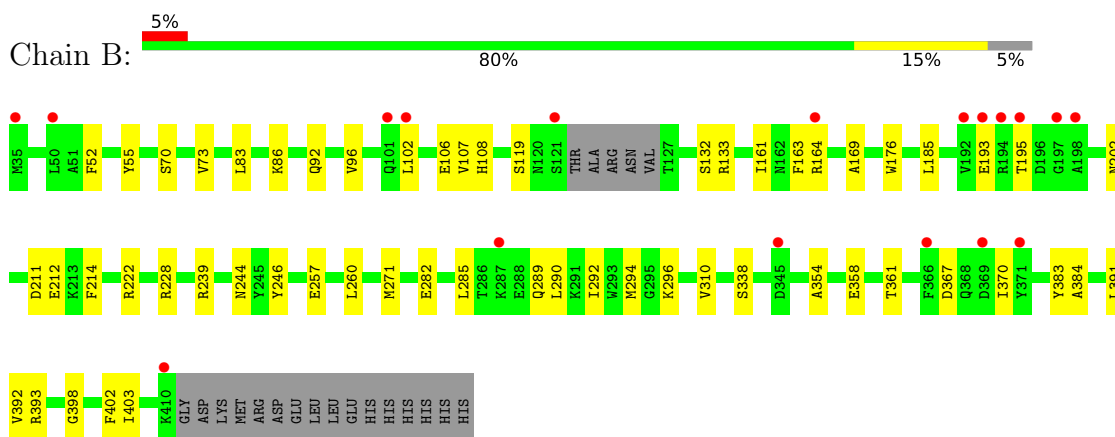 5%
Chain B:
80% 15% 5%
M35 L50 A51 F52 Y55 S70 V73 L83 K86 Q92 V96 Q101 L102 E106 V107 H108 S119 N120 S121 THR ALA ARG ASN VAL T127 S132 R133 I161 N162 F163 R164 A169 W176 L185 V192 E193 R194 T195 D196 G197 A198
D211 E212 K213 F214 R222 R228 R239 N244 Y245 Y246 E257 L260 M271 E282 L285 T286 K287 E288 Q289 L290 K291 I292 W293 M294 G295 K296 V310 S338 D345 A354 E358 T361 F366 D367 Q368 D369 I370 Y371 Y383 A384 L391
V392 R393 G398 F402 I403 K410 GLY ASP LYS MET ARG ASP GLU LEU LEU GLU HIS HIS HIS HIS HIS HIS